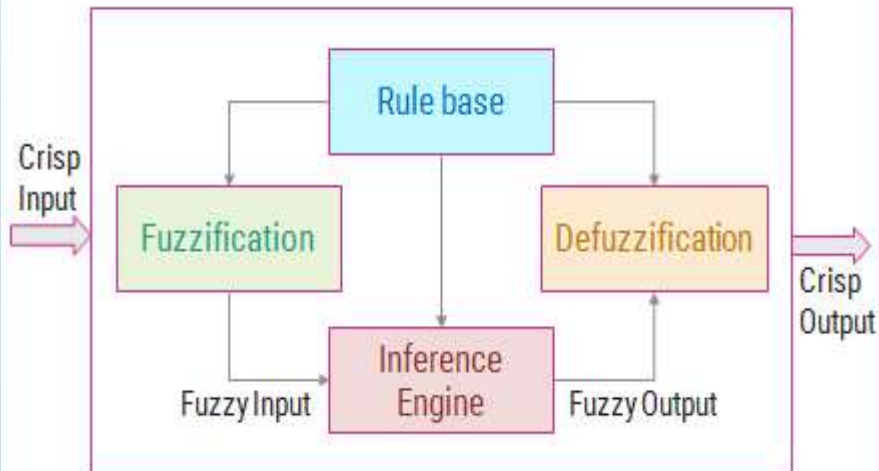 Rule base
Crisp
Input
Fuzzification
Defuzzification
Crisp
Output
Inference
Engine
Fuzzy Input
Fuzzy Output